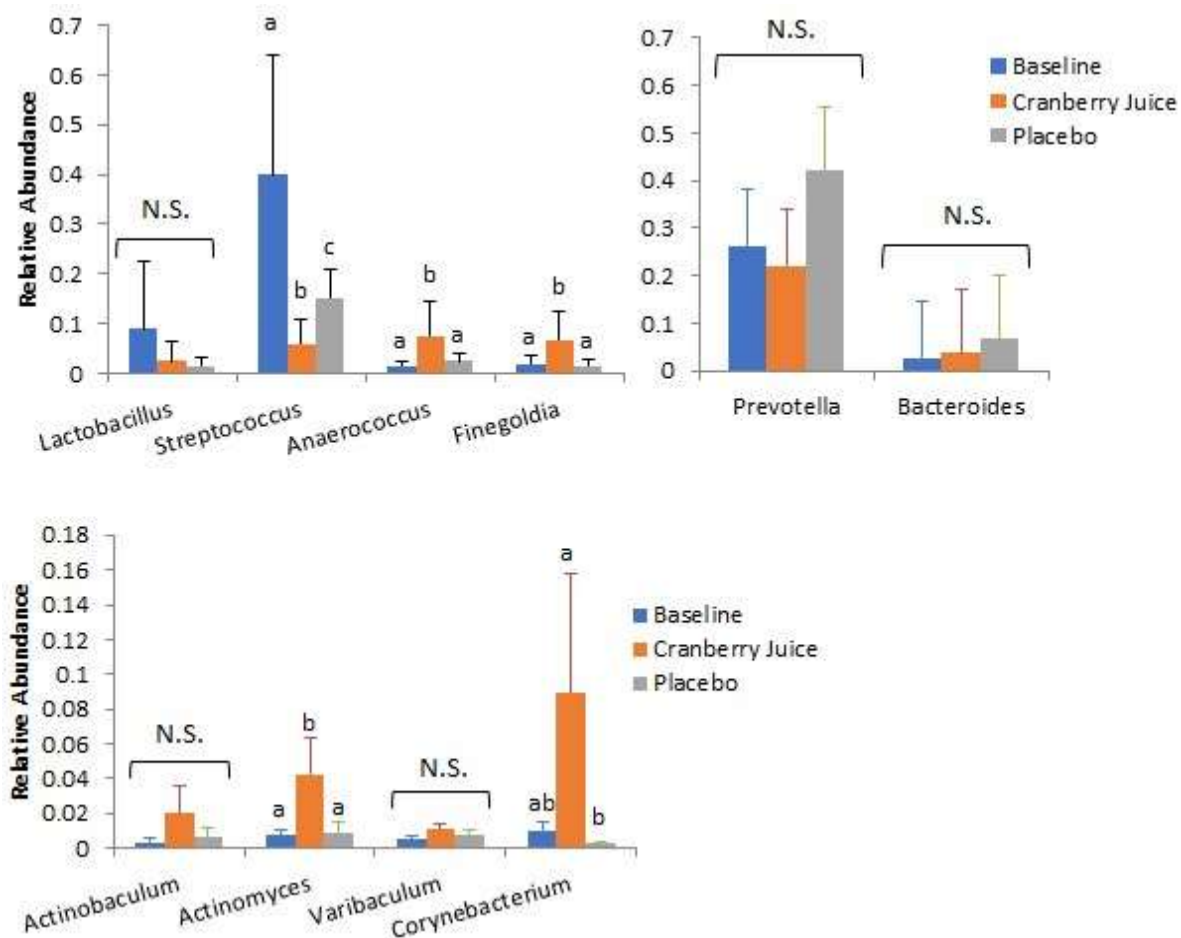 Relative Abundance
0.7
0.6
0.5
0.4
0.3
0.2
0.1
0
N.S.
a
b
c
a
b
a
a
b
a
Lactobacillus
Streptococcus
Anaerococcus
Finegoldia
0.7
0.6
0.5
0.4
0.3
0.2
0.1
0
N.S.
N.S.
Prevotella
Bacteroides
Baseline
Cranberry Juice
Placebo
Relative Abundance
0.18
0.16
0.14
0.12
0.1
0.08
0.06
0.04
0.02
0
N.S.
a
b
a
N.S.
ab
a
b
Actinobaculum
Actinomyces
Varibaculum
Corynebacterium
Baseline
Cranberry Juice
Placebo